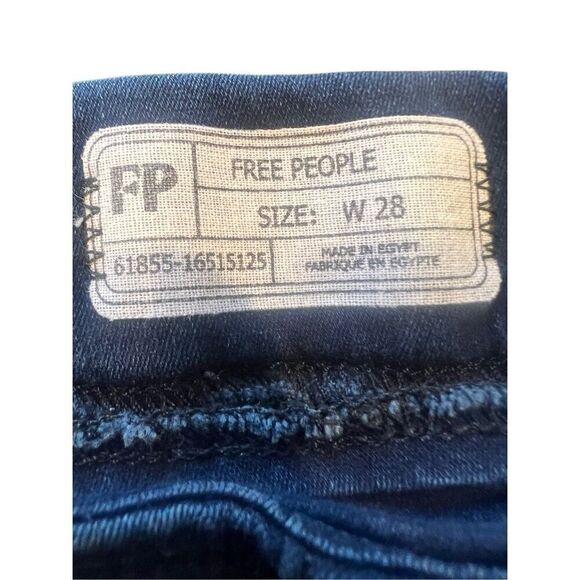 FP
FREE PEOPLE
SIZE: W 28
61855-16515125
MADE IN EGYPT
FABRIQUE EN EGYPTE